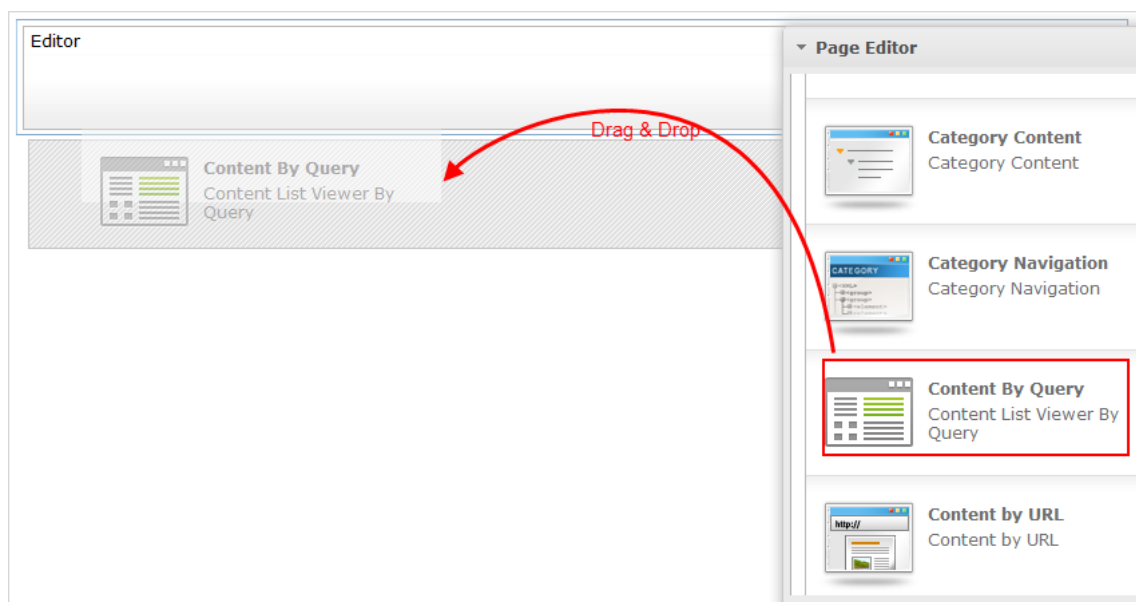 Editor
Page Editor
Drag & Drop
Content By Query
Content List Viewer By
Query
Category Content
Category Content
CATEGORY
Category Navigation
Category Navigation
Content By Query
Content List Viewer By
Query
http://
Content by URL
Content by URL